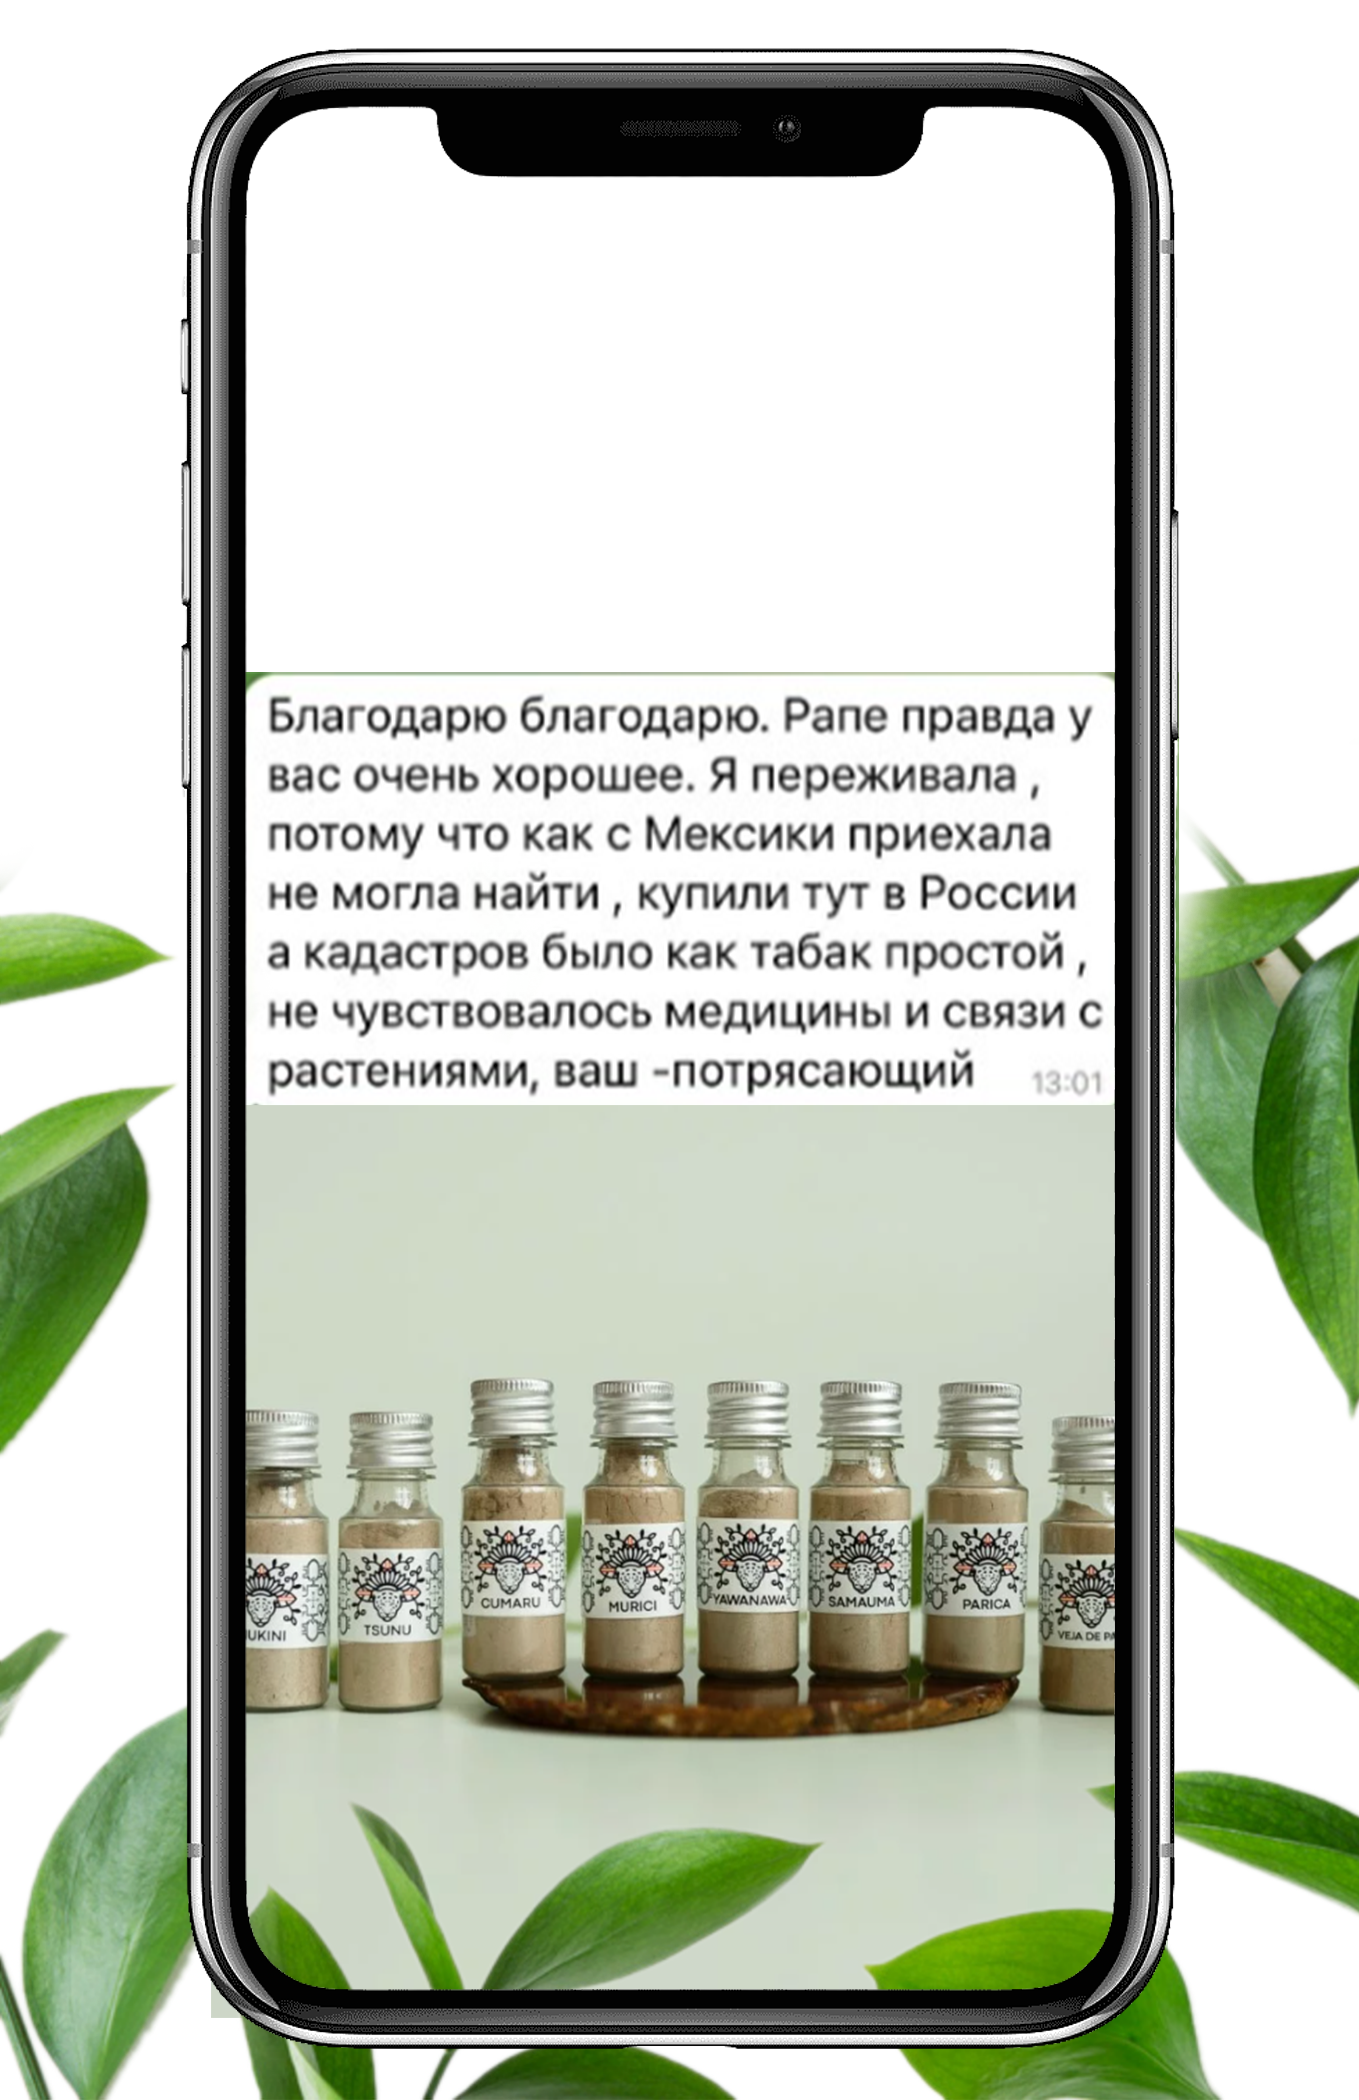 Благодарю благодарю. Рапе правда у
вас очень хорошее. Я переживала ,
потому что как с Мексики приехала
не могла найти , купили тут в России
а кадастров было как табак простой ,
не чувствовалось медицины и связи с
растениями, ваш -потрясающий
13:01
UKINI
TSUNU
CUMARU
MURICI
YAWANAWA
SAMAUMA
PARICA
VEJA DE PA